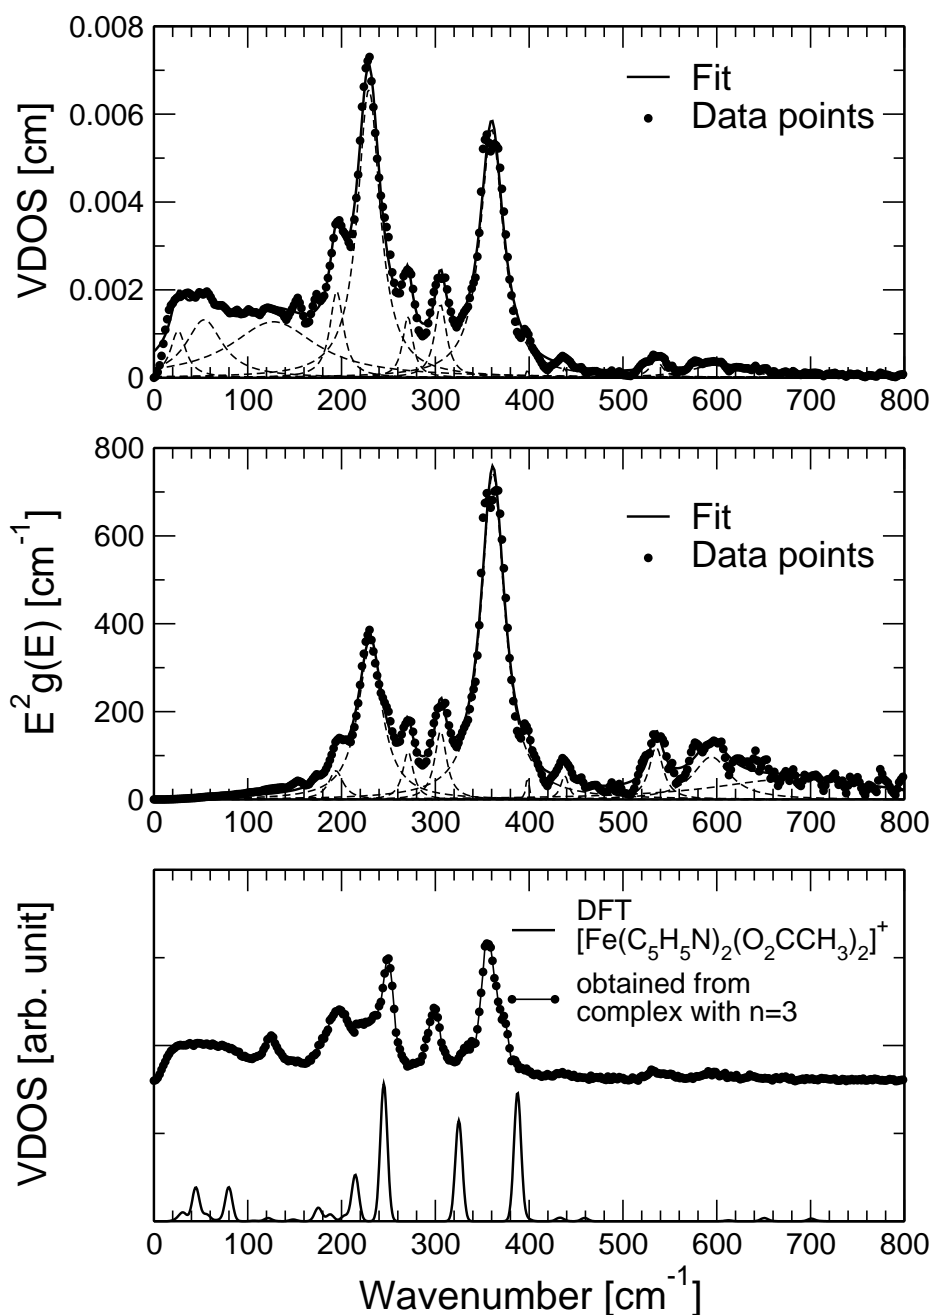 0.008
0.006
0.004
0.002
0
VDOS [cm]
Fit
Data points
0 100 200 300 400 500 600 700 800
800
600
400
200
0
E²g(E) [cm⁻¹]
Fit
Data points
0 100 200 300 400 500 600 700 800
VDOS [arb. unit]
DFT
[Fe(C₅H₅N)₂(O₂CCH₃)₂]⁺
obtained from
complex with n=3
0 100 200 300 400 500 600 700 800
Wavenumber [cm⁻¹]